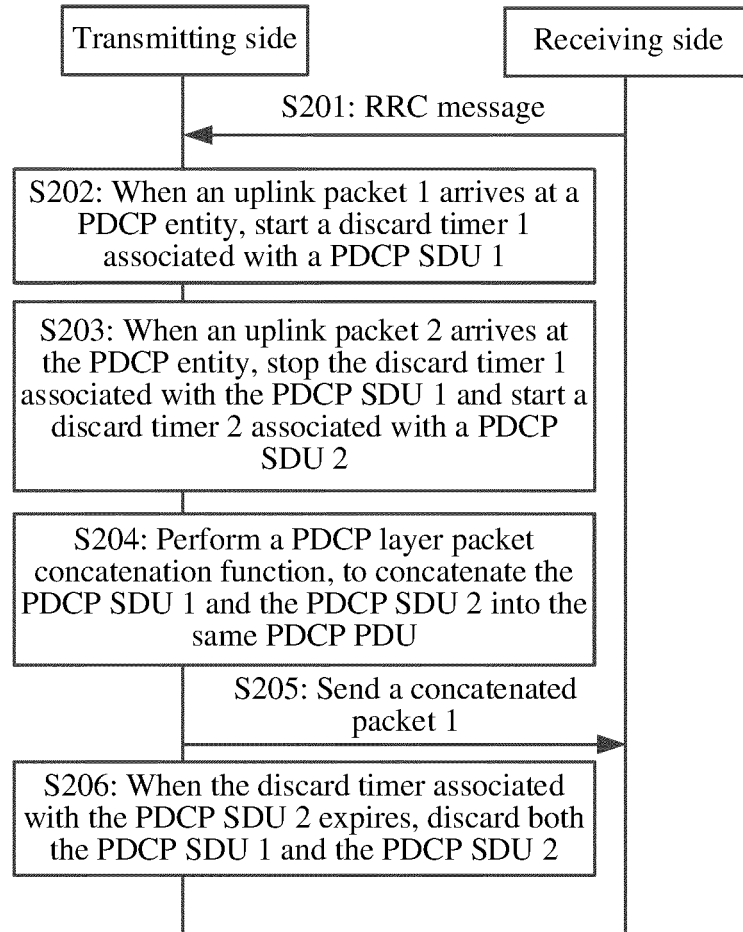 Transmitting side
Receiving side
S201: RRC message
S202: When an uplink packet 1 arrives at a
PDCP entity, start a discard timer 1
associated with a PDCP SDU 1
S203: When an uplink packet 2 arrives at
the PDCP entity, stop the discard timer 1
associated with the PDCP SDU 1 and start a
discard timer 2 associated with a PDCP
SDU 2
S204: Perform a PDCP layer packet
concatenation function, to concatenate the
PDCP SDU 1 and the PDCP SDU 2 into the
same PDCP PDU
S205: Send a concatenated
packet 1
S206: When the discard timer associated
with the PDCP SDU 2 expires, discard both
the PDCP SDU 1 and the PDCP SDU 2